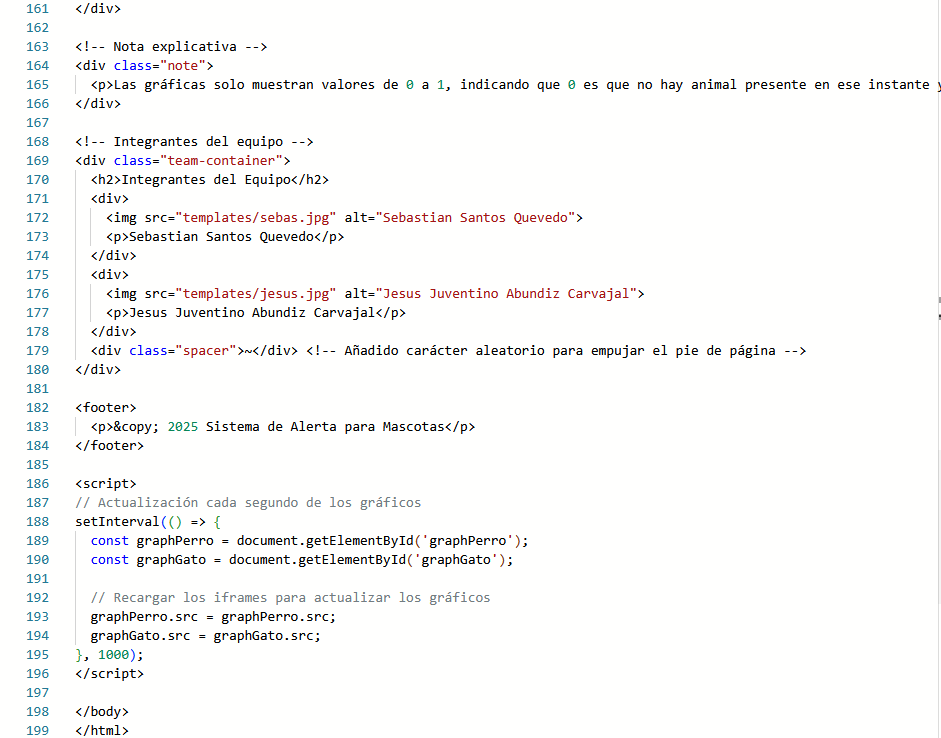 161 </div>
162
163 <!-- Nota explicativa -->
164 <div class="note">
165 <p>Las gráficas solo muestran valores de 0 a 1, indicando que 0 es que no hay animal presente en ese instante y
166 </div>
167
168 <!-- Integrantes del equipo -->
169 <div class="team-container">
170 <h2>Integrantes del Equipo</h2>
171 <div>
172 <img src="templates/sebas.jpg" alt="Sebastian Santos Quevedo">
173 <p>Sebastian Santos Quevedo</p>
174 </div>
175 <div>
176 <img src="templates/jesus.jpg" alt="Jesus Juventino Abundiz Carvajal">
177 <p>Jesus Juventino Abundiz Carvajal</p>
178 </div>
179 <div class="spacer">~</div> <!-- Añadido carácter aleatorio para empujar el pie de página -->
180 </div>
181
182 <footer>
183 <p>&copy; 2025 Sistema de Alerta para Mascotas</p>
184 </footer>
185
186 <script>
187 // Actualización cada segundo de los gráficos
188 setInterval(() => {
189 const graphPerro = document.getElementById('graphPerro');
190 const graphGato = document.getElementById('graphGato');
191
192 // Recargar los iframes para actualizar los gráficos
193 graphPerro.src = graphPerro.src;
194 graphGato.src = graphGato.src;
195 }, 1000);
196 </script>
197
198 </body>
199 </html>